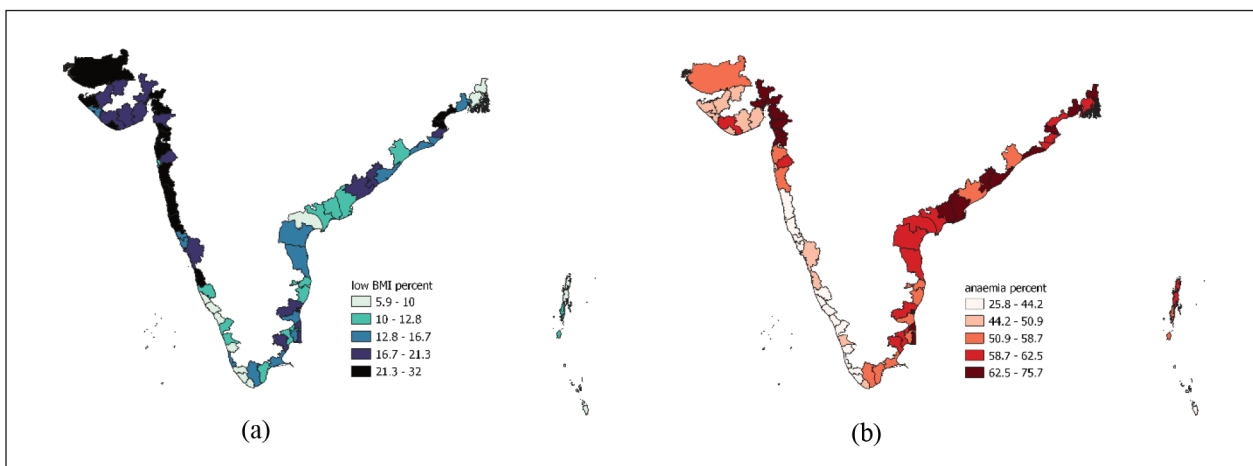 low BMI percent
5.9 - 10
10 - 12.8
12.8 - 16.7
16.7 - 21.3
21.3 - 32
(a)
anaemia percent
25.8 - 44.2
44.2 - 50.9
50.9 - 58.7
58.7 - 62.5
62.5 - 75.7
(b)